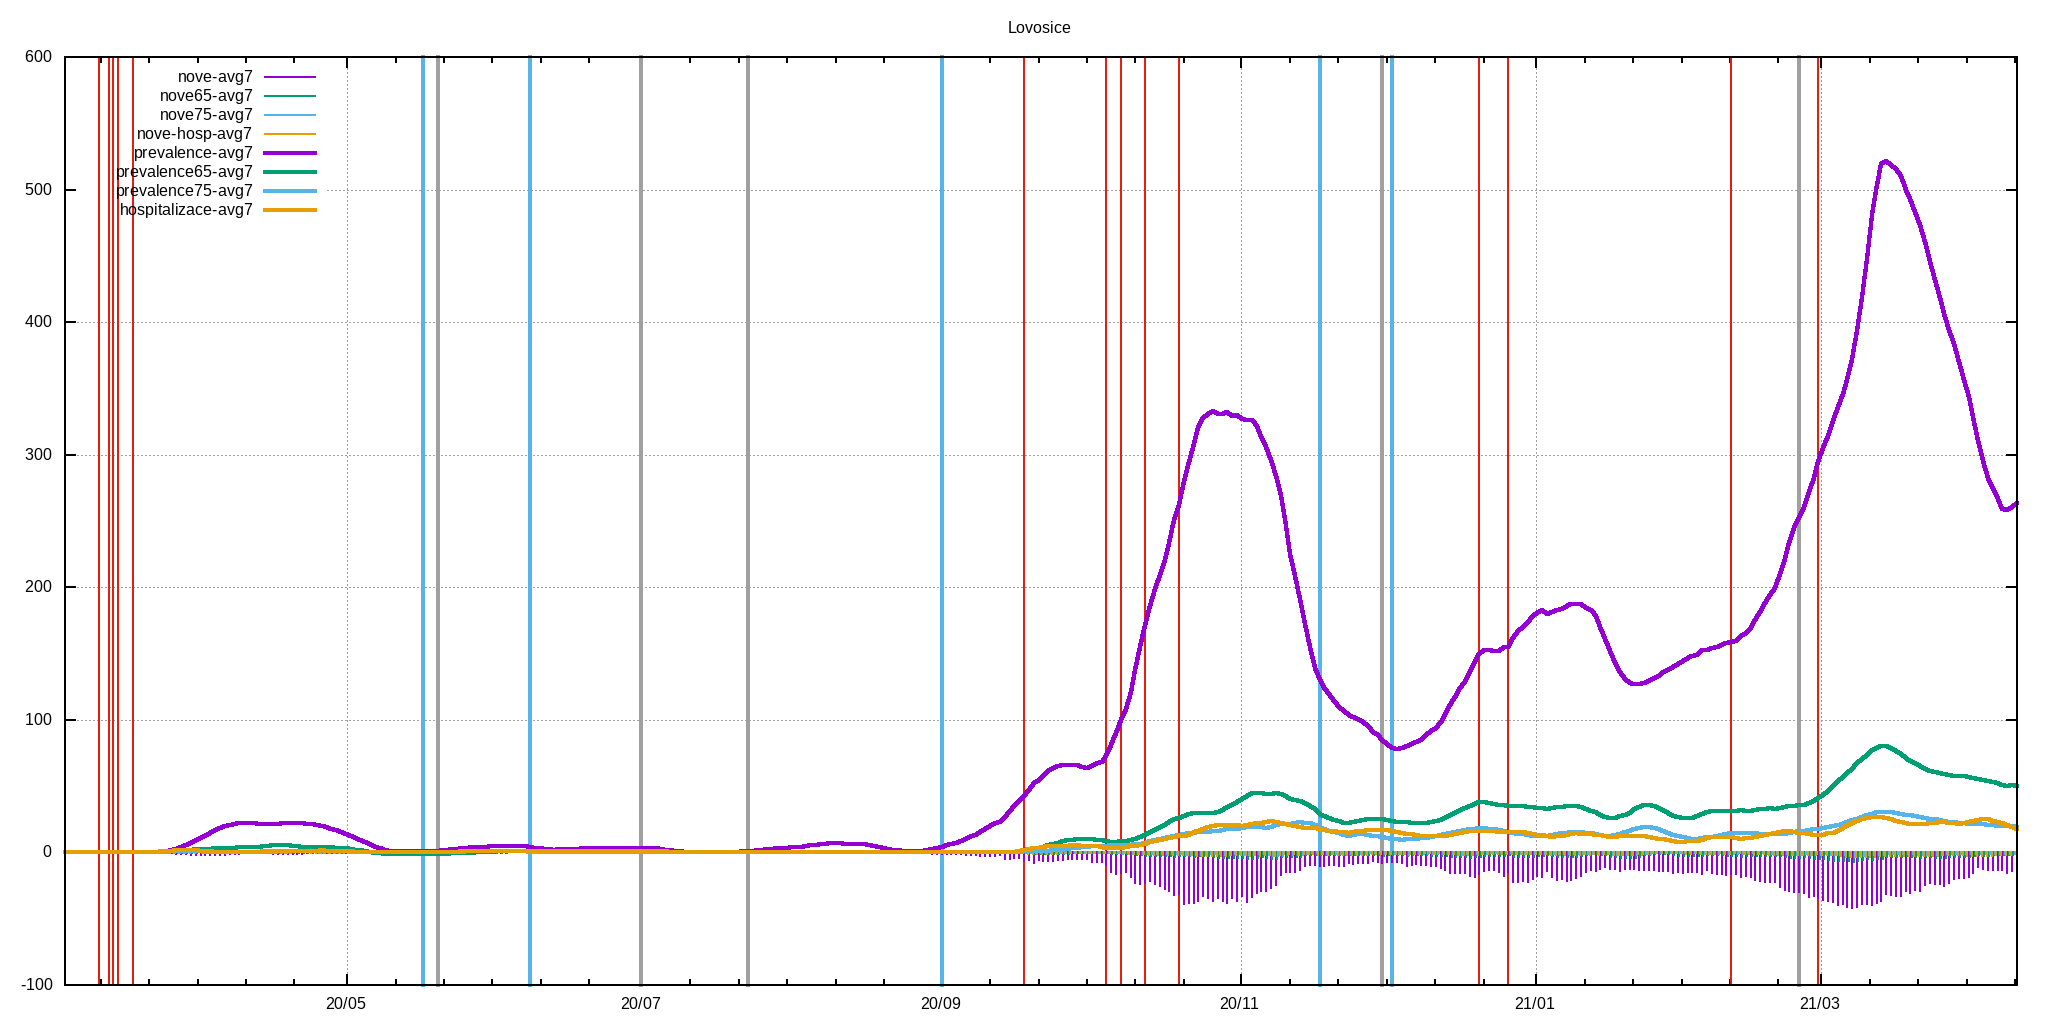 Lovosice
600
500
400
300
200
100
0
-100
nove-avg7
nove65-avg7
nove75-avg7
nove-hosp-avg7
prevalence-avg7
prevalence65-avg7
prevalence75-avg7
hospitalizace-avg7
20/05 20/07 20/09 20/11 21/01 21/03